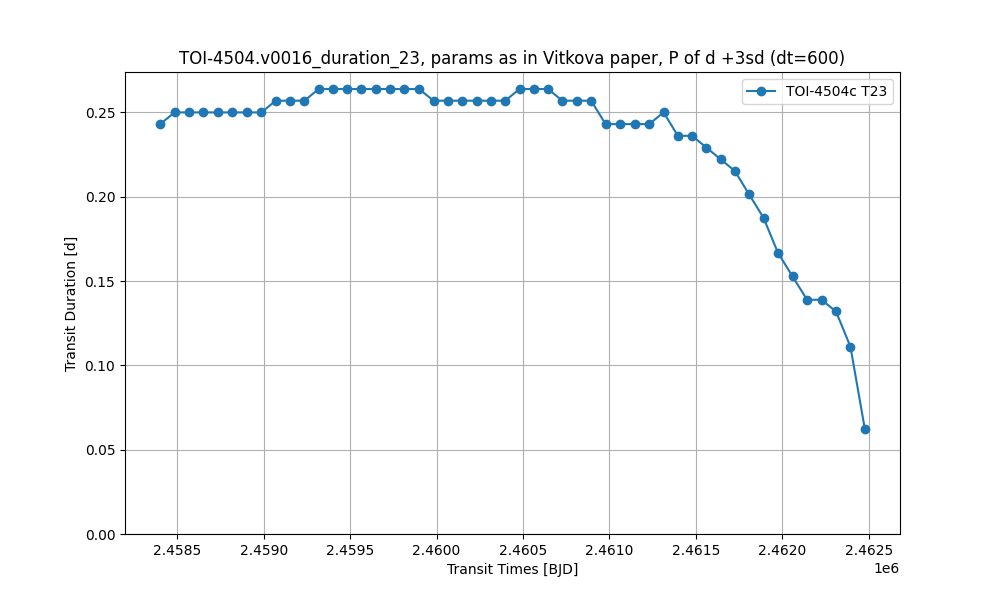 TOI-4504.v0016_duration_23, params as in Vitkova paper, P of d +3sd (dt=600)
TOI-4504c T23
Transit Duration [d]
0.25
0.20
0.15
0.10
0.05
0.00
2.4585 2.4590 2.4595 2.4600 2.4605 2.4610 2.4615 2.4620 2.4625
1e6
Transit Times [BJD]